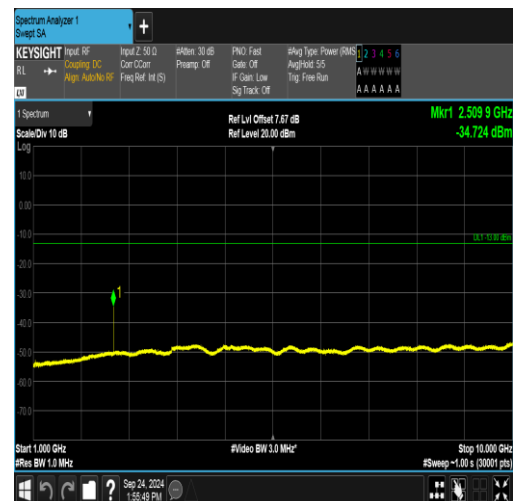 Spectrum Analyzer 1
Swept SA
+
KEYSIGHT Input: RF Input Z: 50 Ω #Atten: 30 dB PNO: Fast #Avg Type: Power (RMS 1 2 3 4 5 6
RL Coupling: DC Corr CCorr Preamp: Off Gate: Off Avg|Hold: 5/5 A W W W W W
Align: Auto/No RF Freq Ref: Int (S) IF Gain: Low Trig: Free Run
LXI Sig Track: Off A A A A A A
1 Spectrum Ref Lvl Offset 7.67 dB Mkr1 2.509 9 GHz
Scale/Div 10 dB Ref Level 20.00 dBm -34.724 dBm
Log
10.0
0.00
-10.0
DL1 -13.00 dBm
-20.0
-30.0
1
-40.0
-50.0
-60.0
-70.0
Start 1.000 GHz #Video BW 3.0 MHz* Stop 10.000 GHz
#Res BW 1.0 MHz #Sweep ~1.00 s (30001 pts)
? Sep 24, 2024
1:55:49 PM